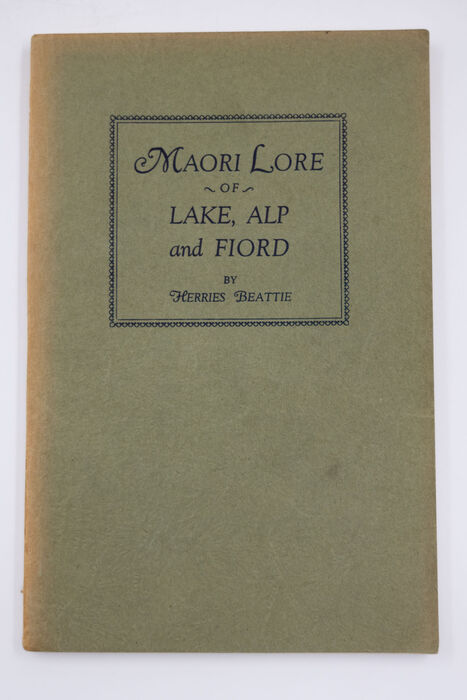 MAORI LORE
~ OF ~
LAKE, ALP
and FIORD
BY
HERRIES BEATTIE